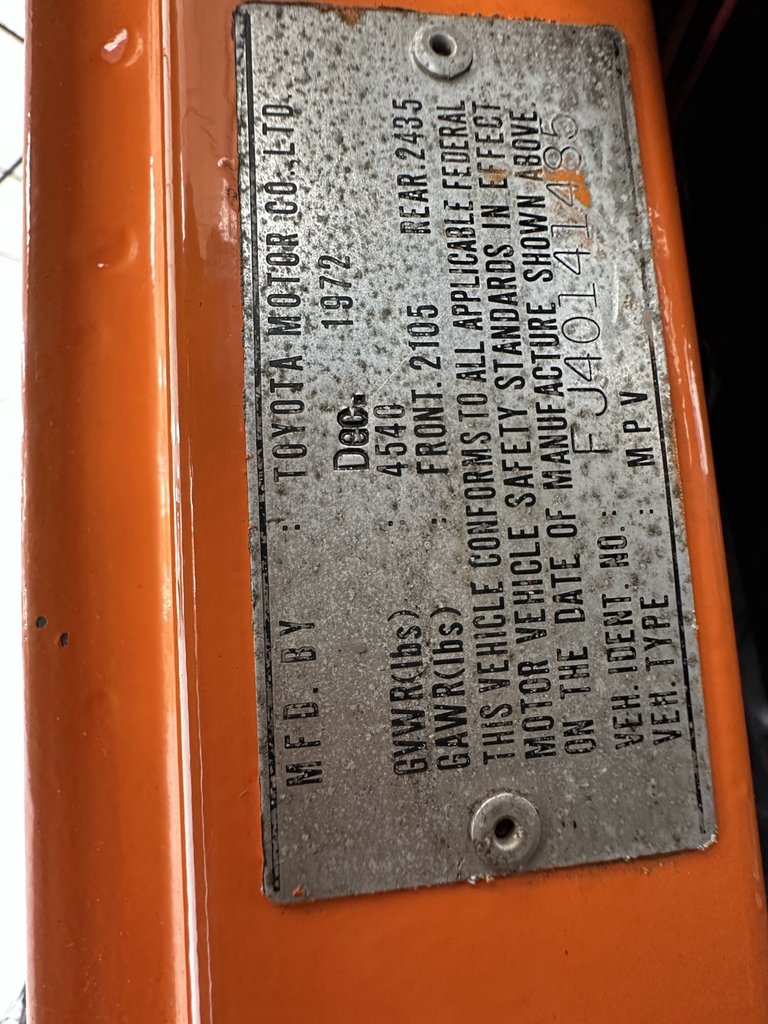 MFD. BY : TOYOTA MOTOR CO.,LTD.
Dec. 1972
GVWR(lbs) : 4540
GAWR(lbs) : FRONT. 2105 REAR. 2435
THIS VEHICLE CONFORMS TO ALL APPLICABLE FEDERAL
MOTOR VEHICLE SAFETY STANDARDS IN EFFECT
ON THE DATE OF MANUFACTURE SHOWN ABOVE.
VEH. IDENT. NO. : FJ40141485
VEH. TYPE : MPV